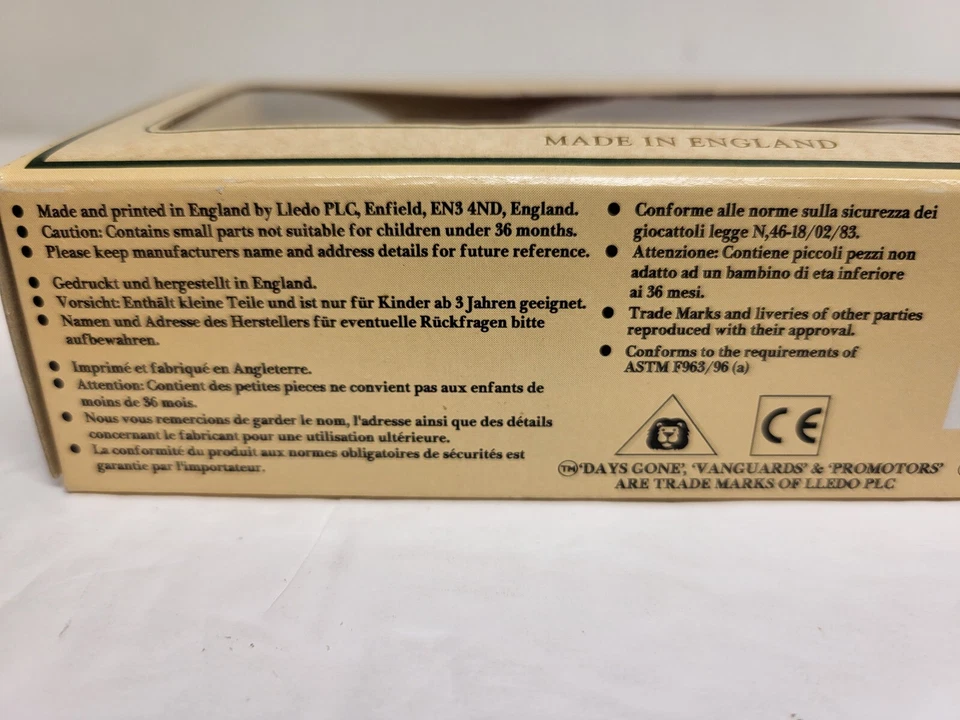 MADE IN ENGLAND
• Made and printed in England by Lledo PLC, Enfield, EN3 4ND, England.
• Caution: Contains small parts not suitable for children under 36 months.
• Please keep manufacturers name and address details for future reference.
• Gedruckt und hergestellt in England.
• Vorsicht: Enthält kleine Teile und ist nur für Kinder ab 3 Jahren geeignet.
• Namen und Adresse des Herstellers für eventuelle Rückfragen bitte
aufbewahren.
• Imprimé et fabriqué en Angleterre.
• Attention: Contient des petites pieces ne convient pas aux enfants de
moins de 36 mois.
• Nous vous remercions de garder le nom, l'adresse ainsi que des détails
concernant le fabricant pour une utilisation ultérieure.
• La conformité du produit aux normes obligatoires de sécurités est
garantie par l'importateur.
• Conforme alle norme sulla sicurezza dei
giocattoli legge N,46-18/02/83.
• Attenzione: Contiene piccoli pezzi non
adatto ad un bambino di eta inferiore
ai 36 mesi.
• Trade Marks and liveries of other parties
reproduced with their approval.
• Conforms to the requirements of
ASTM F963/96 (a)
CE
TM 'DAYS GONE', 'VANGUARDS' & 'PROMOTORS'
ARE TRADE MARKS OF LLEDO PLC